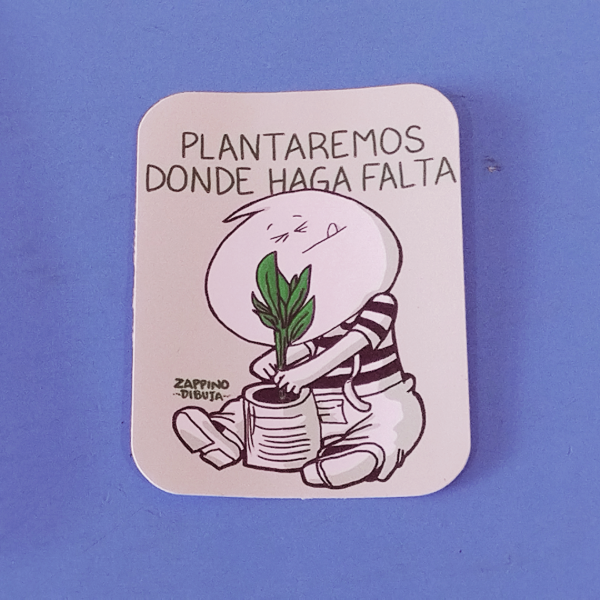 PLANTAREMOS
DONDE HAGA FALTA
ZAPPINO
-DIBUJA-